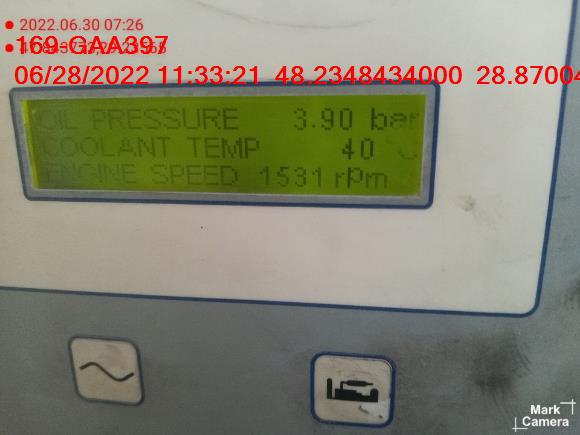 2022.06.30 07:26
169-GAA397
06/28/2022 11:33:21 48.2348434000 28.87004
OIL PRESSURE 3.90 bar
COOLANT TEMP 40 °C
ENGINE SPEED 1531 rpm
Mark
Camera